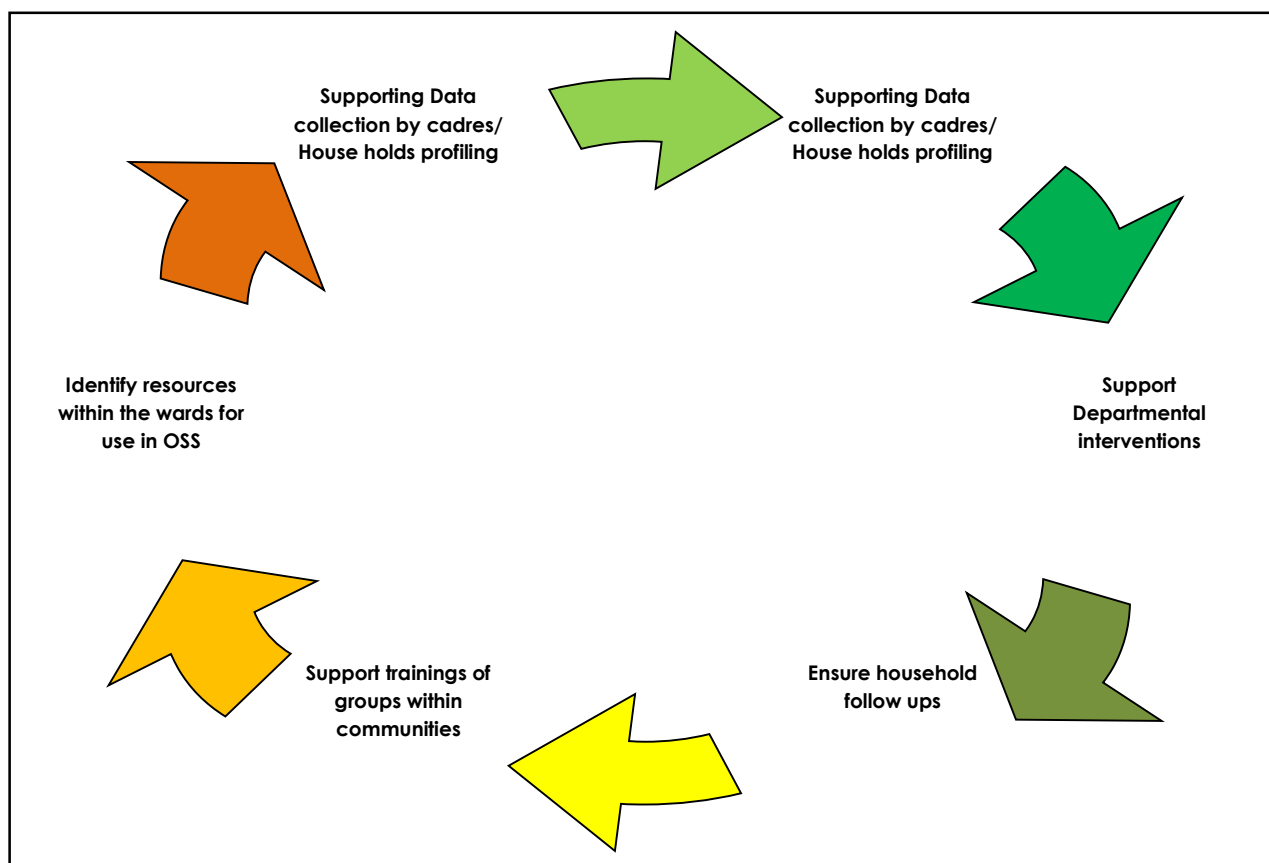 Supporting Data
collection by cadres/
House holds profiling
Supporting Data
collection by cadres/
House holds profiling
Support
Departmental
interventions
Ensure household
follow ups
Support trainings of
groups within
communities
Identify resources
within the wards for
use in OSS